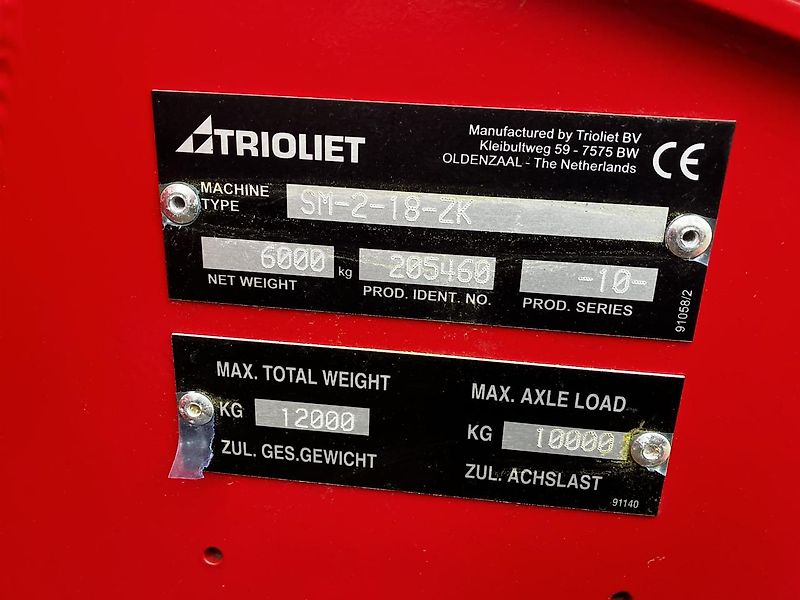 TRIOLIET
Manufactured by Trioliet BV
Kleibultweg 59 - 7575 BW
OLDENZAAL - The Netherlands
CE
MACHINE TYPE
SM-2-18-ZK
6000 kg
205460
-10-
NET WEIGHT
PROD. IDENT. NO.
PROD. SERIES
91058/2
MAX. TOTAL WEIGHT
KG 12000
ZUL. GES.GEWICHT
MAX. AXLE LOAD
KG 10000
ZUL. ACHSLAST
91140